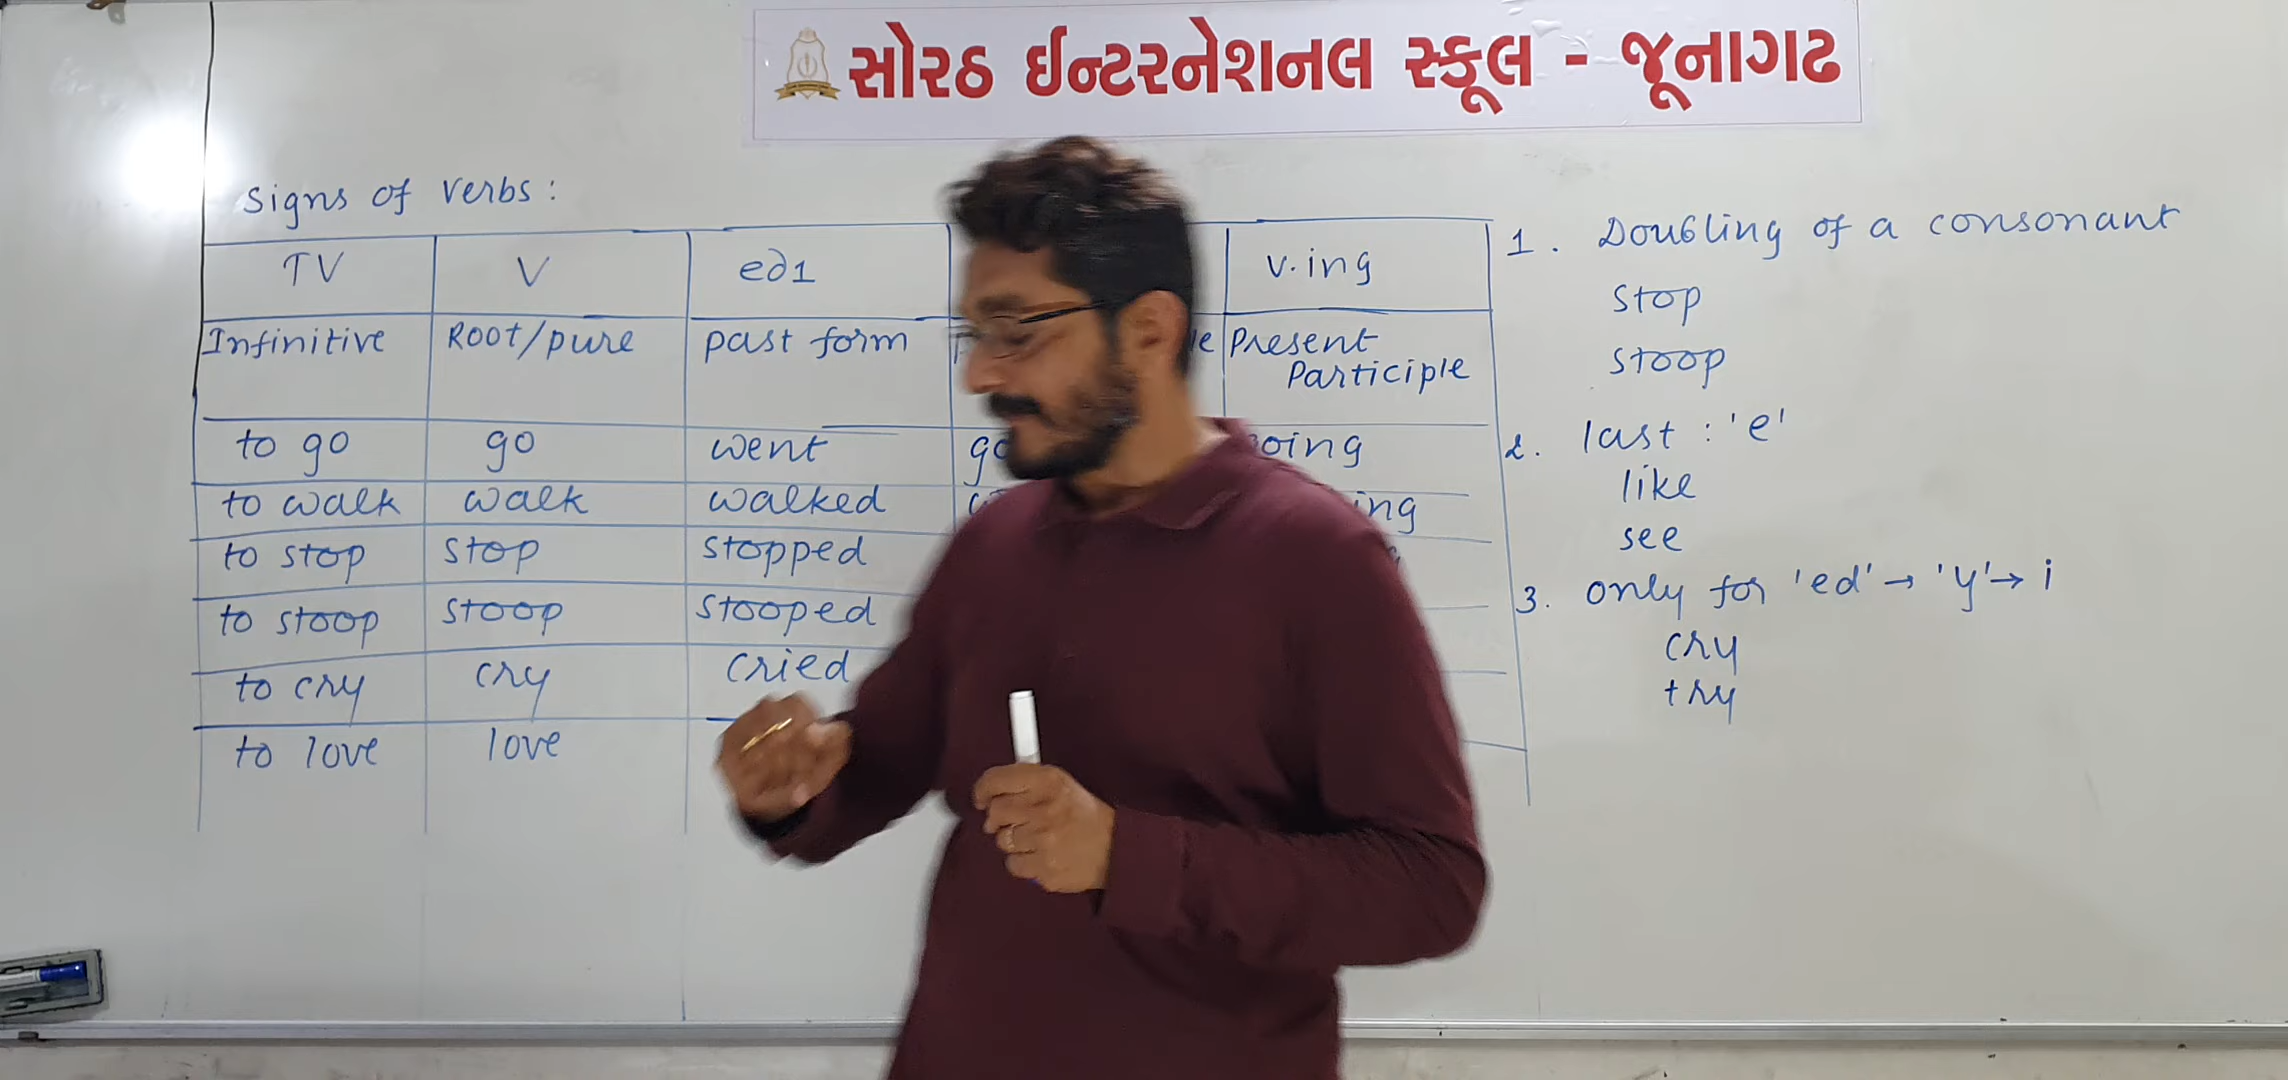 સોરઠ ઈન્ટરનેશનલ સ્કૂલ - જૂનાગઢ
Signs of verbs :
TV V ed1 v.ing
Infinitive Root/pure past form Present Participle
to go go went
to walk walk walked
to stop stop stopped
to stoop stoop stooped
to cry cry cried
to love love
1. Doubling of a consonant
stop
stoop
2. last : 'e'
like
see
3. only for 'ed' → 'y' → i
cry
try